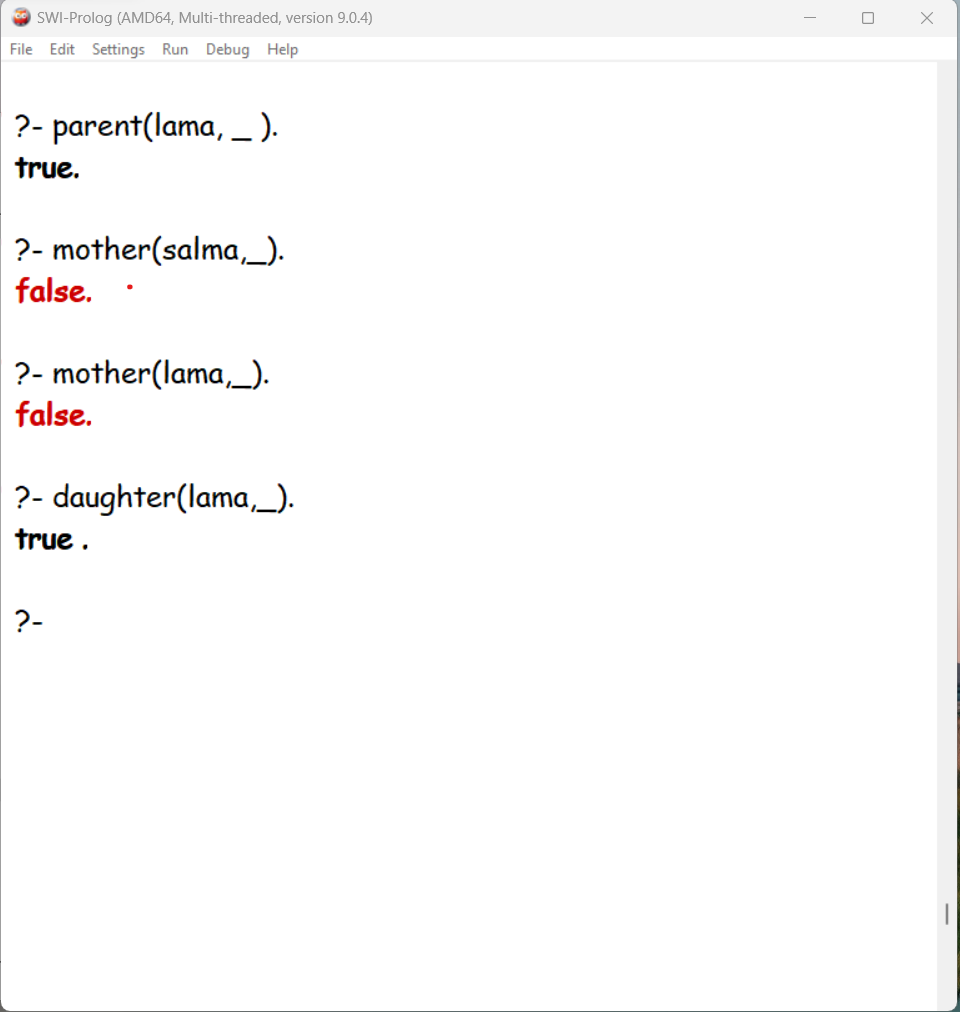 SWI-Prolog (AMD64, Multi-threaded, version 9.0.4)
File Edit Settings Run Debug Help
?- parent(lama, _ ).
true.
?- mother(salma,_).
false.
?- mother(lama,_).
false.
?- daughter(lama,_).
true .
?-